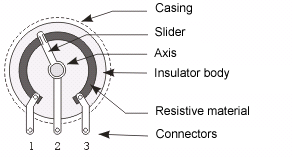 Casing
Slider
Axis
Insulator body
Resistive material
Connectors
1 2 3